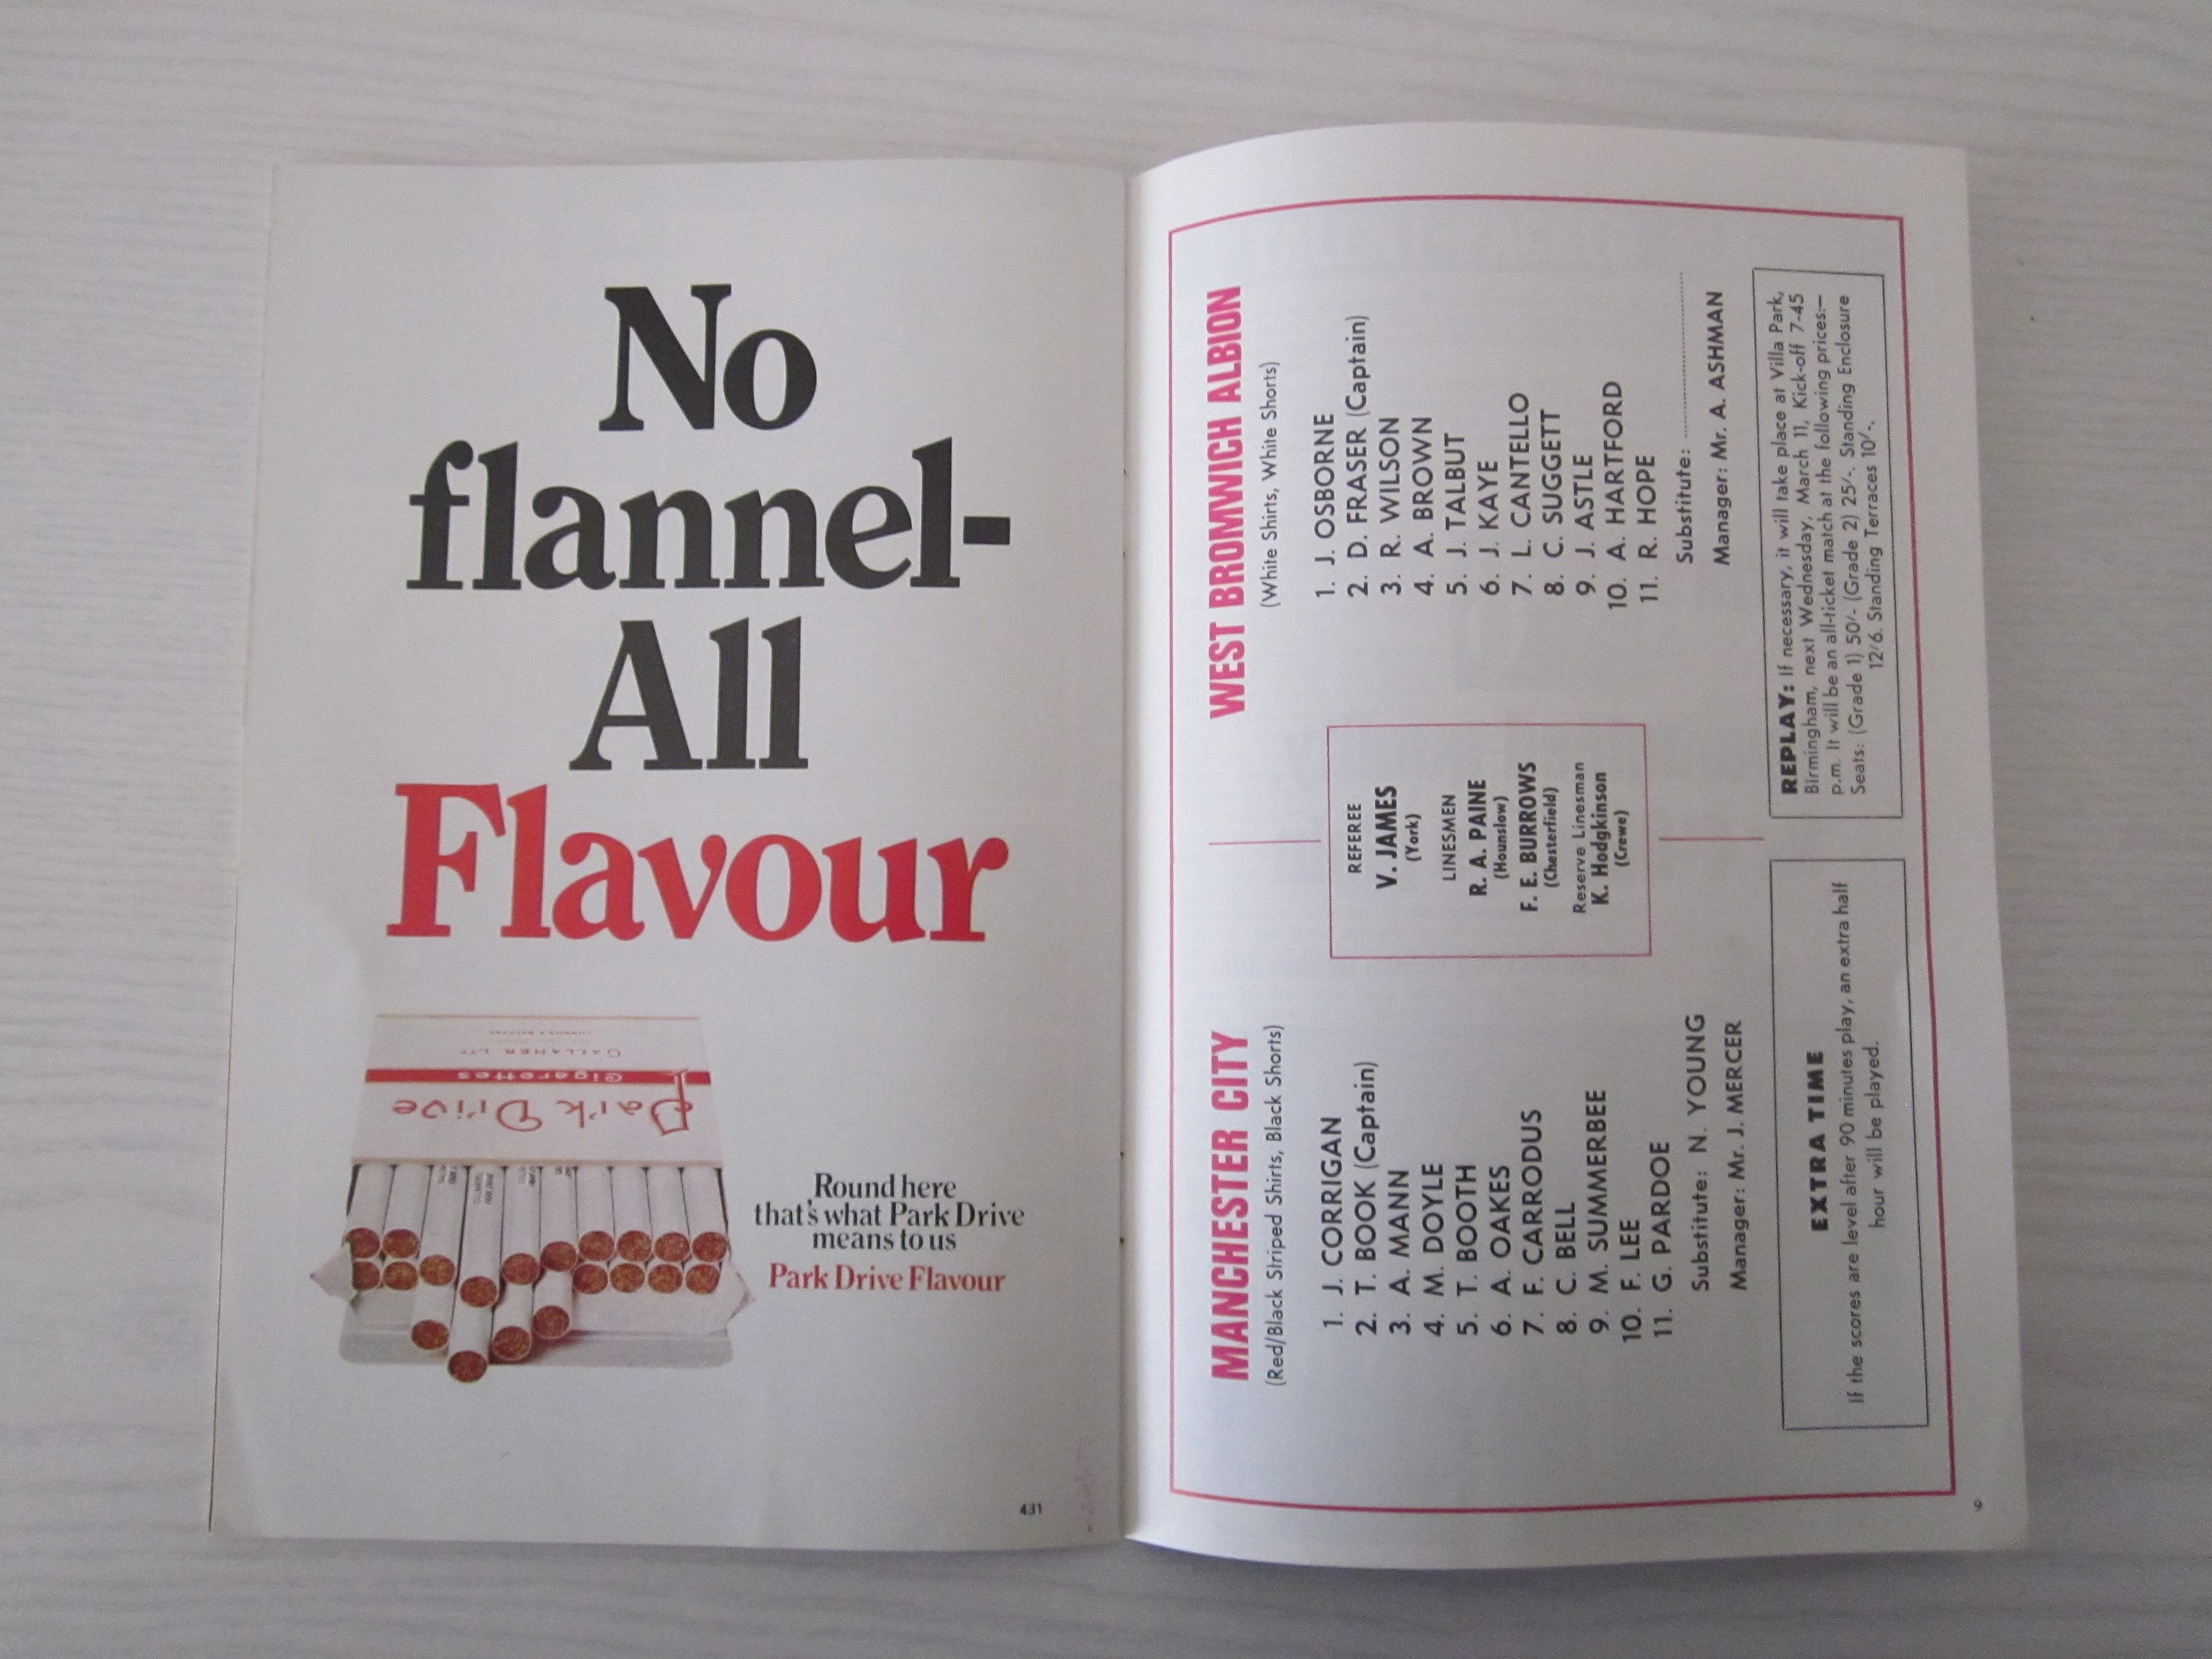 No
flannel-
All
Flavour
Park Drive
Cigarettes
GALLAHER LTD
Round here
that's what Park Drive
means to us
Park Drive Flavour
431
MANCHESTER CITY
(Red/Black Striped Shirts, Black Shorts)
1. J. CORRIGAN
2. T. BOOK (Captain)
3. A. MANN
4. M. DOYLE
5. T. BOOTH
6. A. OAKES
7. F. CARRODUS
8. C. BELL
9. M. SUMMERBEE
10. F. LEE
11. G. PARDOE
Substitute: N. YOUNG
Manager: Mr. J. MERCER
REFEREE
V. JAMES
(York)
LINESMEN
R. A. PAINE
(Hounslow)
F. E. BURROWS
(Chesterfield)
Reserve Linesman
K. Hodgkinson
(Crewe)
WEST BROMWICH ALBION
(White Shirts, White Shorts)
1. J. OSBORNE
2. D. FRASER (Captain)
3. R. WILSON
4. A. BROWN
5. J. TALBUT
6. J. KAYE
7. L. CANTELLO
8. C. SUGGETT
9. J. ASTLE
10. A. HARTFORD
11. R. HOPE
Substitute: ..............................
Manager: Mr. A. ASHMAN
EXTRA TIME
If the scores are level after 90 minutes play, an extra half
hour will be played.
REPLAY: If necessary, it will take place at Villa Park,
Birmingham, next Wednesday, March 11, Kick-off 7-45
p.m. It will be an all-ticket match at the following prices:—
Seats: (Grade 1) 50/- (Grade 2) 25/-. Standing Enclosure
12/6. Standing Terraces 10/-.